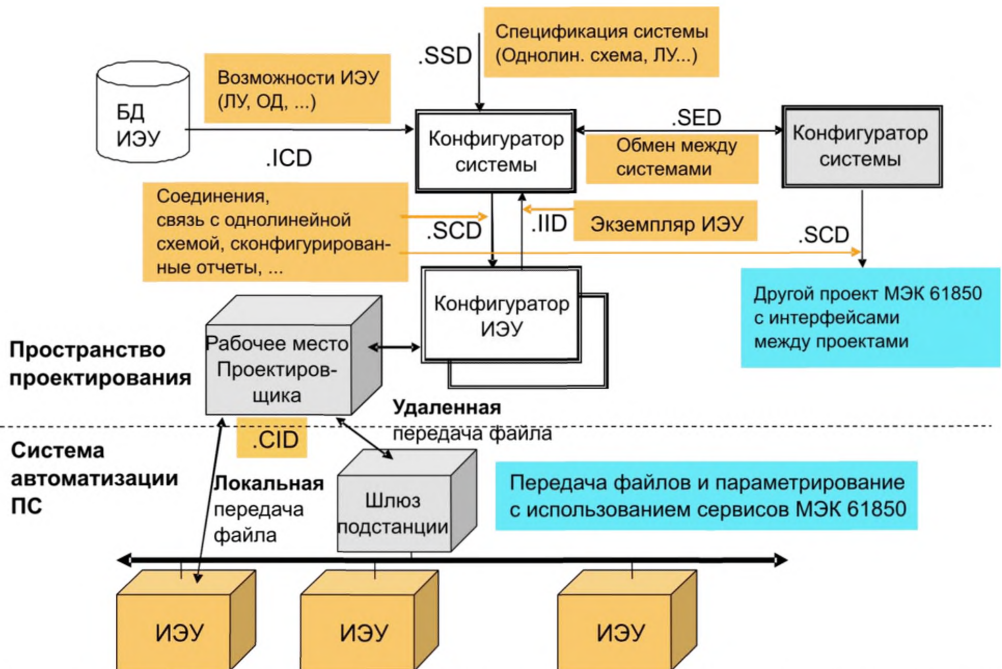 Спецификация системы
(Однолин. схема, ЛУ...)
.SSD
Возможности ИЭУ
(ЛУ, ОД, ...)
БД
ИЭУ
.ICD
Конфигуратор
системы
.SED
Обмен между
системами
Конфигуратор
системы
Соединения,
связь с однолинейной
схемой, сконфигурирован-
ные отчеты, ...
.SCD
.IID
Экземпляр ИЭУ
.SCD
Конфигуратор
ИЭУ
Другой проект МЭК 61850
с интерфейсами
между проектами
Пространство
проектирования
Рабочее место
Проектиров-
щика
Удаленная
передача файла
.CID
Система
автоматизации
ПС
Локальная
передача
файла
Шлюз
подстанции
Передача файлов и параметрирование
с использованием сервисов МЭК 61850
ИЭУ
ИЭУ
ИЭУ